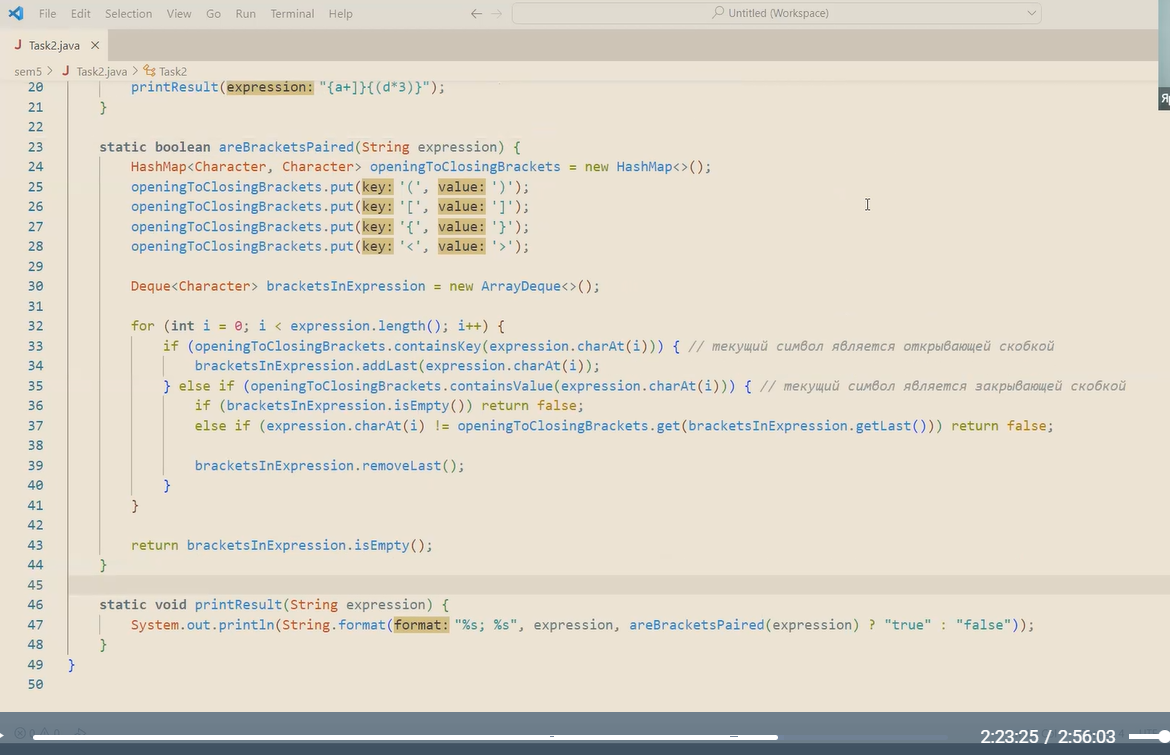 File Edit Selection View Go Run Terminal Help
Untitled (Workspace)
J Task2.java ×
sem5 > J Task2.java > Task2
Яр
20 printResult(expression: "{a+]}{(d*3)}");
21 }
22
23 static boolean areBracketsPaired(String expression) {
24 HashMap<Character, Character> openingToClosingBrackets = new HashMap<>();
25 openingToClosingBrackets.put(key: '(', value: ')');
26 openingToClosingBrackets.put(key: '[', value: ']');
27 openingToClosingBrackets.put(key: '{', value: '}');
28 openingToClosingBrackets.put(key: '<', value: '>');
29
30 Deque<Character> bracketsInExpression = new ArrayDeque<>();
31
32 for (int i = 0; i < expression.length(); i++) {
33 if (openingToClosingBrackets.containsKey(expression.charAt(i))) { // текущий символ является открывающей скобкой
34 bracketsInExpression.addLast(expression.charAt(i));
35 } else if (openingToClosingBrackets.containsValue(expression.charAt(i))) { // текущий символ является закрывающей скобкой
36 if (bracketsInExpression.isEmpty()) return false;
37 else if (expression.charAt(i) != openingToClosingBrackets.get(bracketsInExpression.getLast())) return false;
38
39 bracketsInExpression.removeLast();
40 }
41 }
42
43 return bracketsInExpression.isEmpty();
44 }
45
46 static void printResult(String expression) {
47 System.out.println(String.format(format: "%s; %s", expression, areBracketsPaired(expression) ? "true" : "false"));
48 }
49 }
50
2:23:25 / 2:56:03